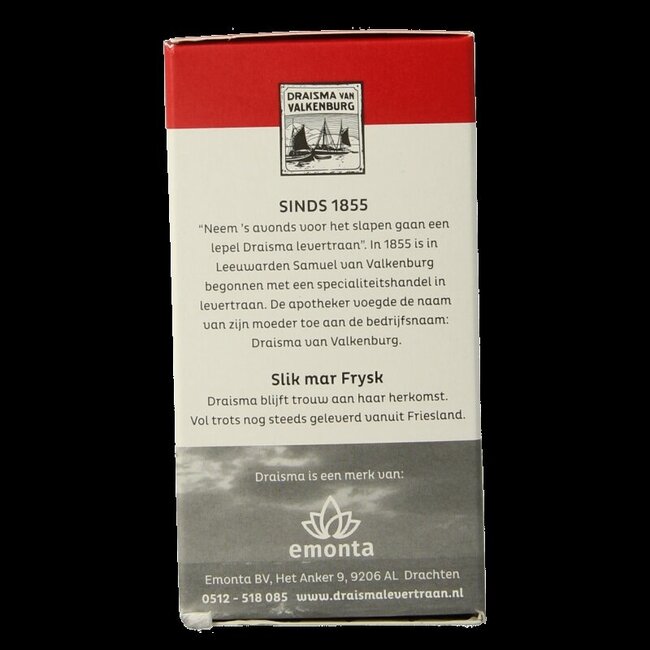 DRAISMA VAN
VALKENBURG
SINDS 1855
“Neem ’s avonds voor het slapen gaan een
lepel Draisma levertraan”. In 1855 is in
Leeuwarden Samuel van Valkenburg
begonnen met een specialiteitshandel in
levertraan. De apotheker voegde de naam
van zijn moeder toe aan de bedrijfsnaam:
Draisma van Valkenburg.
Slik mar Frysk
Draisma blijft trouw aan haar herkomst.
Vol trots nog steeds geleverd vanuit Friesland.
Draisma is een merk van:
emonta
Emonta BV, Het Anker 9, 9206 AL Drachten
0512 - 518 085 www.draismalevertraan.nl